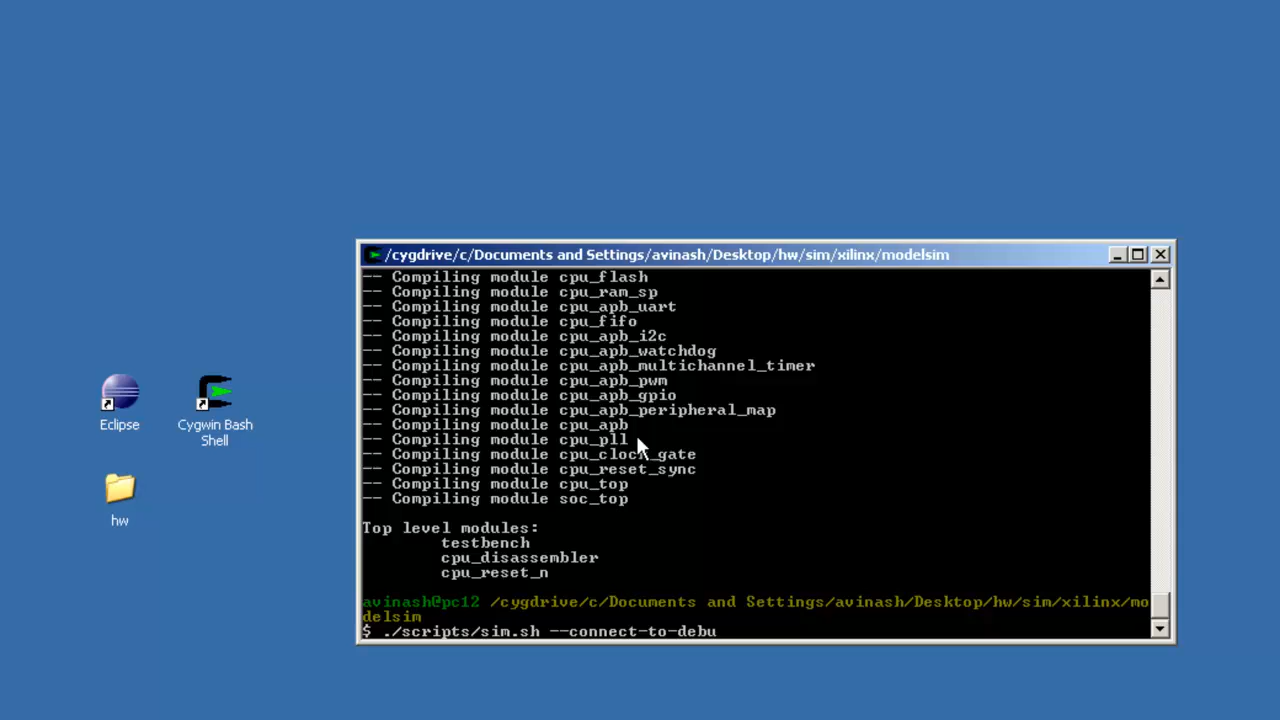 /cygdrive/c/Documents and Settings/avinash/Desktop/hw/sim/xilinx/modelsim
-- Compiling module cpu_flash
-- Compiling module cpu_ram_sp
-- Compiling module cpu_apb_uart
-- Compiling module cpu_fifo
-- Compiling module cpu_apb_i2c
-- Compiling module cpu_apb_watchdog
-- Compiling module cpu_apb_multichannel_timer
-- Compiling module cpu_apb_pwm
-- Compiling module cpu_apb_gpio
-- Compiling module cpu_apb_peripheral_map
-- Compiling module cpu_apb
-- Compiling module cpu_pll
-- Compiling module cpu_clock_gate
-- Compiling module cpu_reset_sync
-- Compiling module cpu_top
-- Compiling module soc_top
Top level modules:
testbench
cpu_disassembler
cpu_reset_n
avinash@pc12 /cygdrive/c/Documents and Settings/avinash/Desktop/hw/sim/xilinx/mo
delsim
$ ./scripts/sim.sh --connect-to-debu
Eclipse
Cygwin Bash
Shell
hw